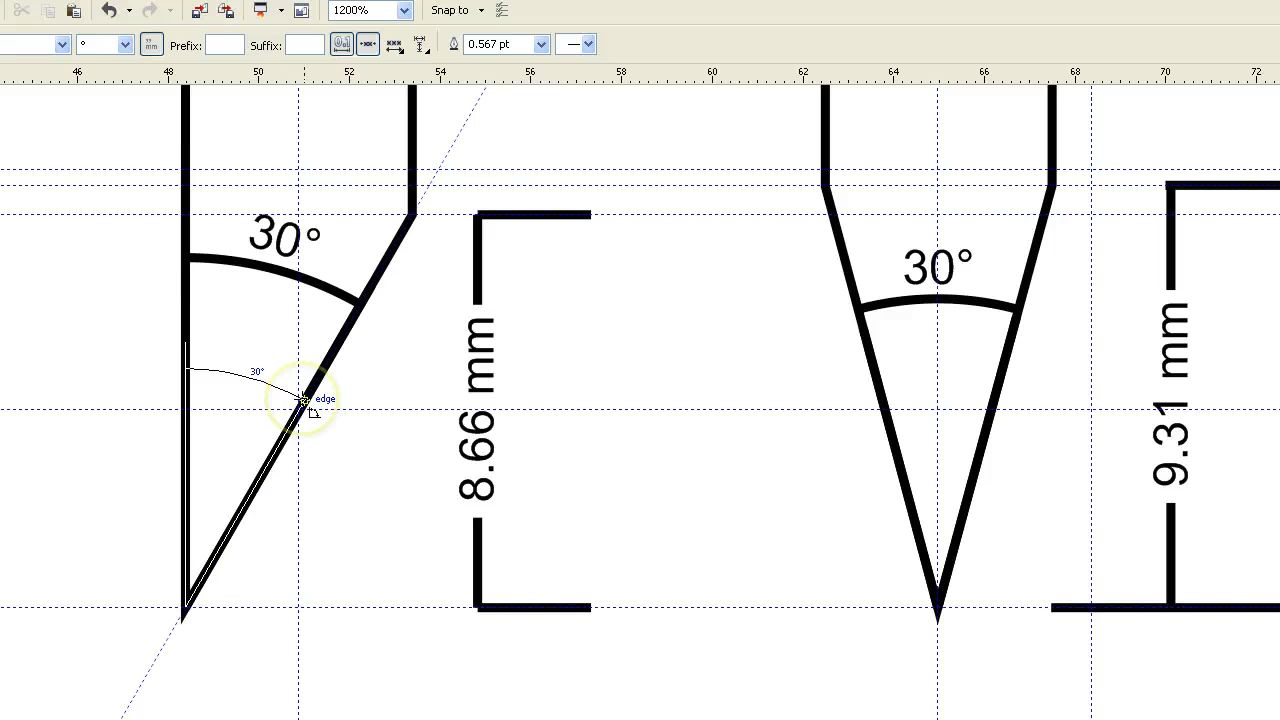 1200% Snap to
° Prefix: Suffix: 0.567 pt
46 48 50 52 54 56 58 60 62 64 66 68 70 72
30°
30°
30°
edge
8.66 mm
9.31 mm